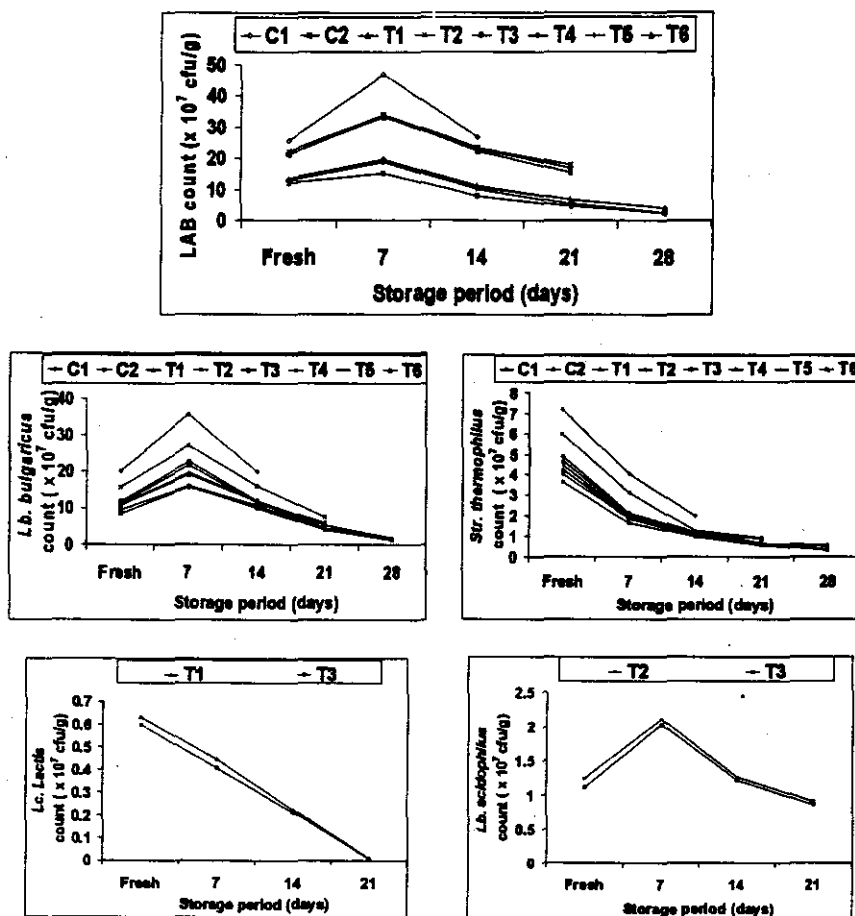 C1 C2 T1 T2 T3 T4 T5 T6
LAB count (x 10⁷ cfu/g)
50
40
30
20
10
0
Fresh 7 14 21 28
Storage period (days)
C1 C2 T1 T2 T3 T4 T5 T6
Lb. bulgaricus
count ( x 10⁷ cfu/g)
40
30
20
10
0
Fresh 7 14 21 28
Storage period (days)
C1 C2 T1 T2 T3 T4 T5 T6
Str. thermophilus
count ( x 10⁷ cfu/g)
8
7
6
5
4
3
2
1
0
Fresh 7 14 21 28
Storage period (days)
T1 T3
Lc. Lactis
count ( x 10⁷ cfu/g)
0.7
0.6
0.5
0.4
0.3
0.2
0.1
0
Fresh 7 14 21
Storage period (days)
T2 T3
Lb. acidophilus
count ( x 10⁷ cfu/g)
2.5
2
1.5
1
0.5
0
Fresh 7 14 21
Storage period (days)